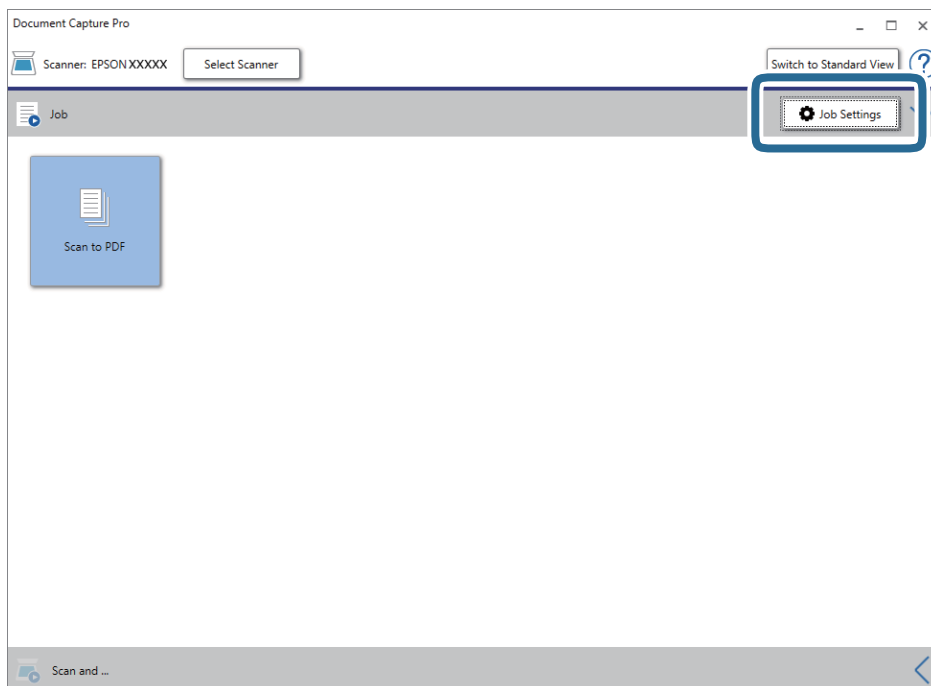 Document Capture Pro
Scanner: EPSON XXXXX
Select Scanner
Switch to Standard View
?
Job
Job Settings
Scan to PDF
Scan and ...